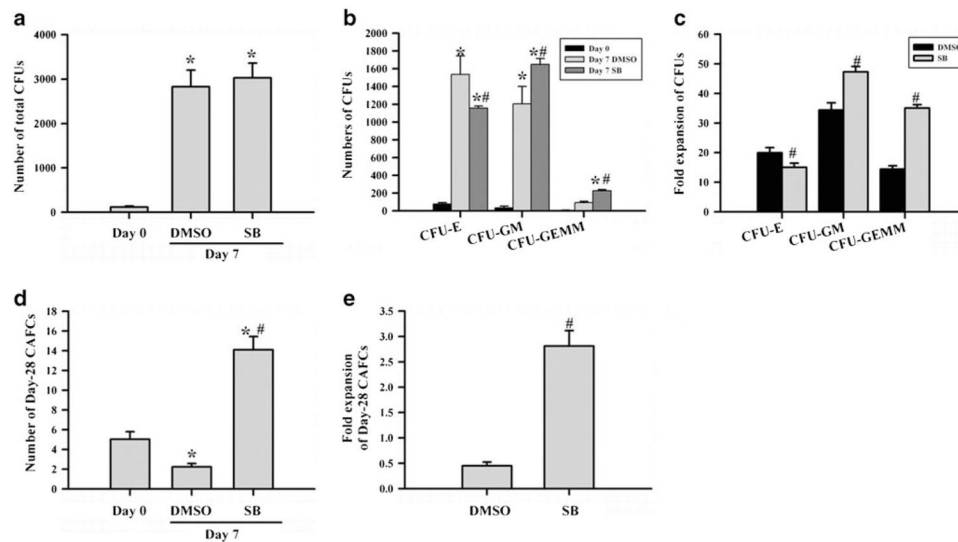 a
Number of total CFUs
4000
3000
2000
1000
0
*
*
Day 0
DMSO
SB
Day 7
b
Numbers of CFUs
2000
1800
1600
1400
1200
1000
800
600
400
200
0
Day 0
Day 7 DMSO
Day 7 SB
*
*#
*
*#
*#
CFU-E
CFU-GM
CFU-GEMM
c
Fold expansion of CFUs
60
50
40
30
20
10
0
DMSO
SB
#
#
#
CFU-E
CFU-GM
CFU-GEMM
d
Number of Day-28 CAFCs
18
16
14
12
10
8
6
4
2
0
*
*#
Day 0
DMSO
SB
Day 7
e
Fold expansion
of Day-28 CAFCs
3.5
3.0
2.5
2.0
1.5
1.0
0.5
0.0
#
DMSO
SB